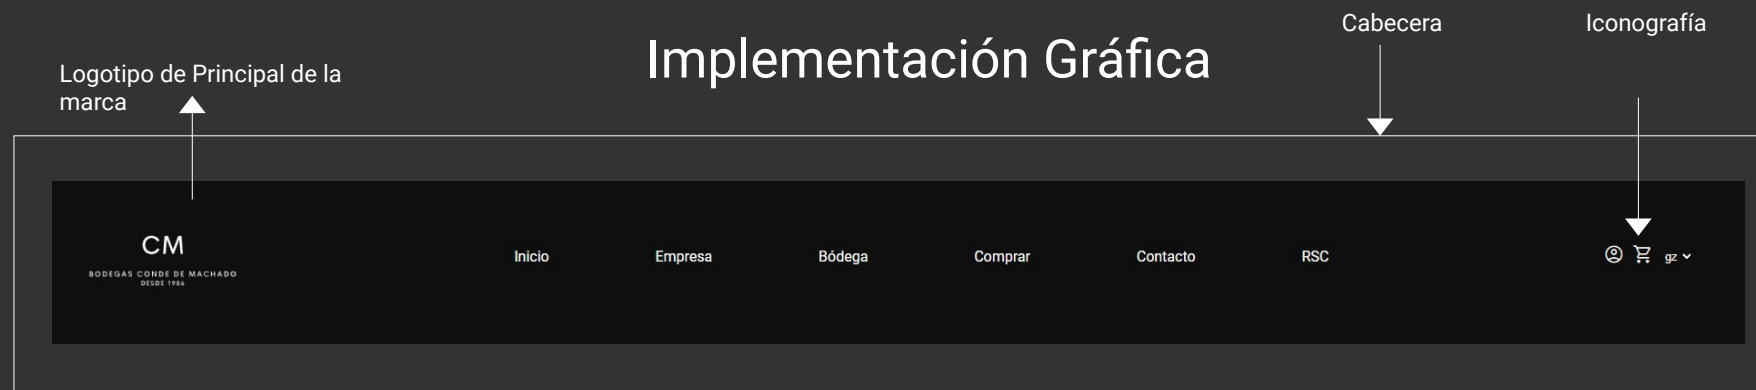 Cabecera
Iconografía
Implementación Gráfica
Logotipo de Principal de la
marca
CM
BODEGAS CONDE DE MACHADO
DESDE 1986
Inicio
Empresa
Bódega
Comprar
Contacto
RSC
gz